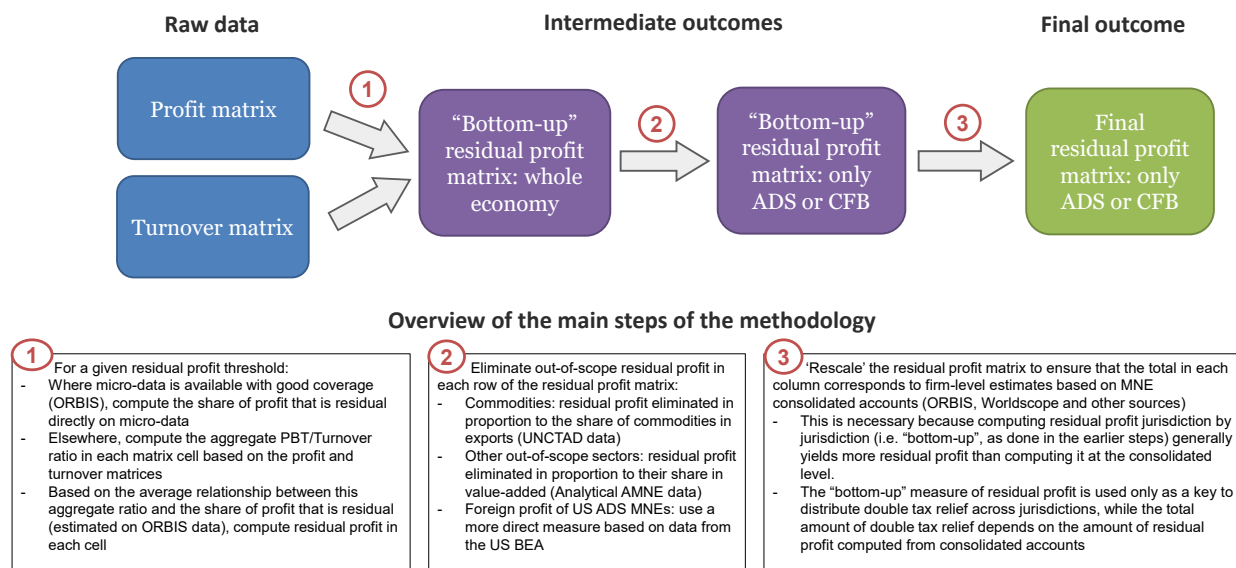 Raw data
Intermediate outcomes
Final outcome
Profit matrix
Turnover matrix
1
“Bottom-up”
residual profit
matrix: whole
economy
2
“Bottom-up”
residual profit
matrix: only
ADS or CFB
3
Final
residual profit
matrix: only
ADS or CFB
Overview of the main steps of the methodology
1
For a given residual profit threshold:
- Where micro-data is available with good coverage
(ORBIS), compute the share of profit that is residual
directly on micro-data
- Elsewhere, compute the aggregate PBT/Turnover
ratio in each matrix cell based on the profit and
turnover matrices
- Based on the average relationship between this
aggregate ratio and the share of profit that is residual
(estimated on ORBIS data), compute residual profit in
each cell
2
Eliminate out-of-scope residual profit in
each row of the residual profit matrix:
- Commodities: residual profit eliminated in
proportion to the share of commodities in
exports (UNCTAD data)
- Other out-of-scope sectors: residual profit
eliminated in proportion to their share in
value-added (Analytical AMNE data)
- Foreign profit of US ADS MNEs: use a
more direct measure based on data from
the US BEA
3
‘Rescale’ the residual profit matrix to ensure that the total in each
column corresponds to firm-level estimates based on MNE
consolidated accounts (ORBIS, Worldscope and other sources)
- This is necessary because computing residual profit jurisdiction by
jurisdiction (i.e. “bottom-up”, as done in the earlier steps) generally
yields more residual profit than computing it at the consolidated
level.
- The “bottom-up” measure of residual profit is used only as a key to
distribute double tax relief across jurisdictions, while the total
amount of double tax relief depends on the amount of residual
profit computed from consolidated accounts